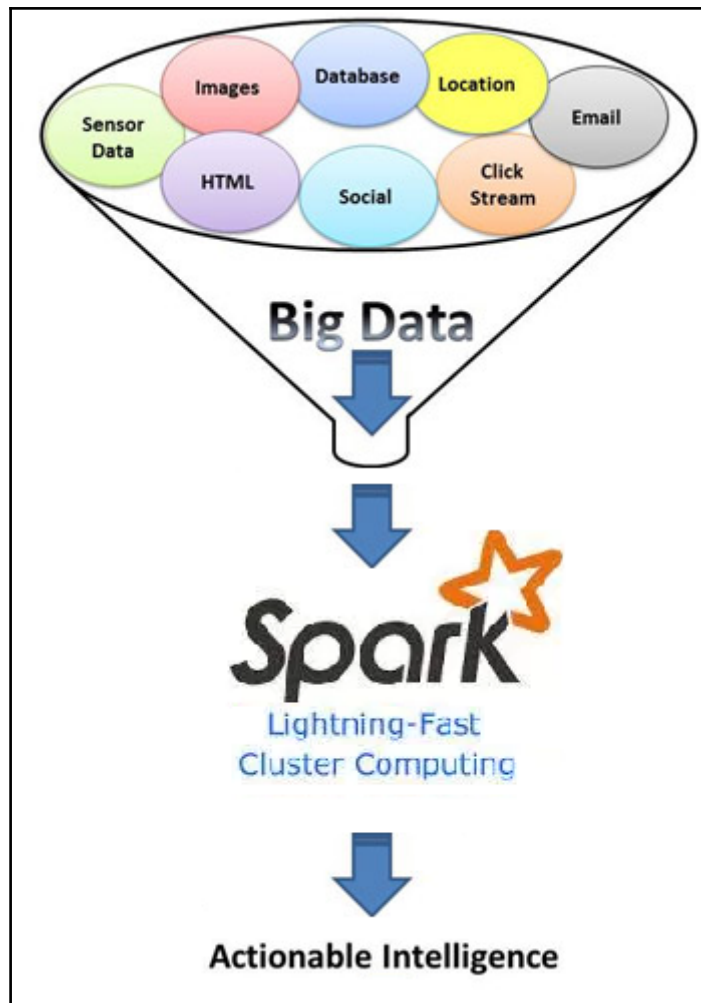 Images
Database
Location
Email
Sensor
Data
HTML
Social
Click
Stream
Big Data
Spark
Lightning-Fast
Cluster Computing
Actionable Intelligence